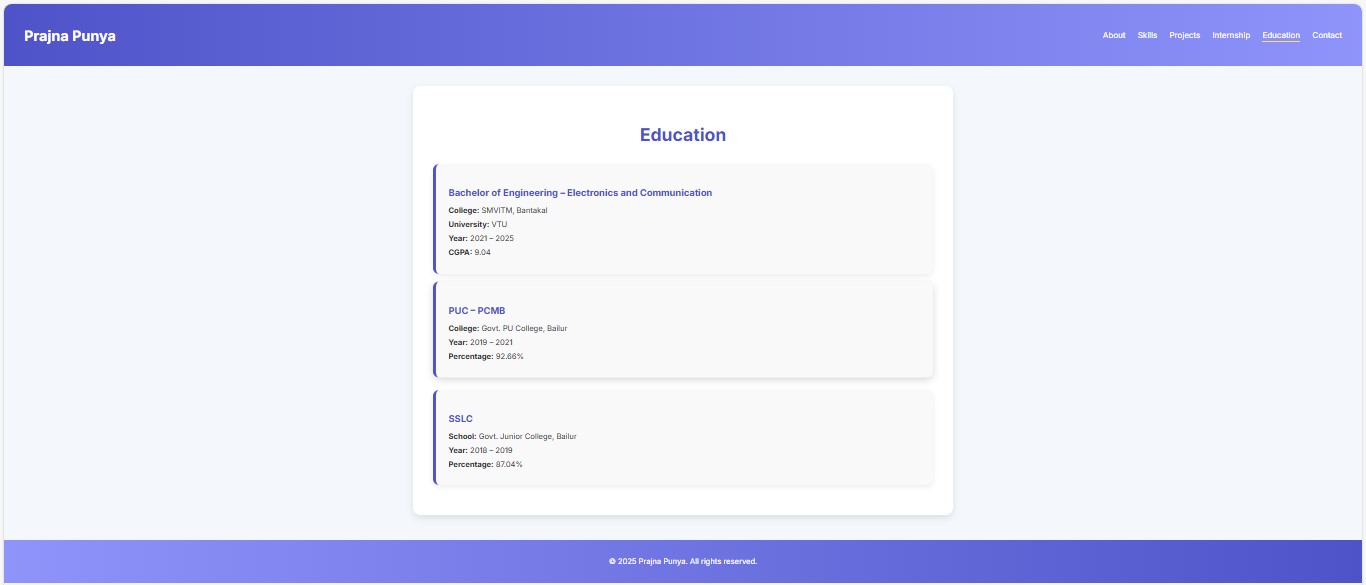 Prajna Punya
About Skills Projects Internship Education Contact
Education
Bachelor of Engineering – Electronics and Communication
College: SMVITM, Bantakal
University: VTU
Year: 2021 – 2025
CGPA: 9.04
PUC – PCMB
College: Govt. PU College, Bailur
Year: 2019 – 2021
Percentage: 92.66%
SSLC
School: Govt. Junior College, Bailur
Year: 2018 – 2019
Percentage: 87.04%
© 2025 Prajna Punya. All rights reserved.